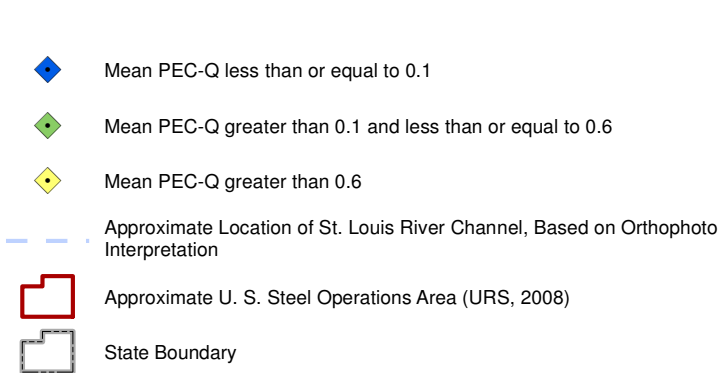 Mean PEC-Q less than or equal to 0.1
Mean PEC-Q greater than 0.1 and less than or equal to 0.6
Mean PEC-Q greater than 0.6
Approximate Location of St. Louis River Channel, Based on Orthophoto
Interpretation
Approximate U. S. Steel Operations Area (URS, 2008)
State Boundary